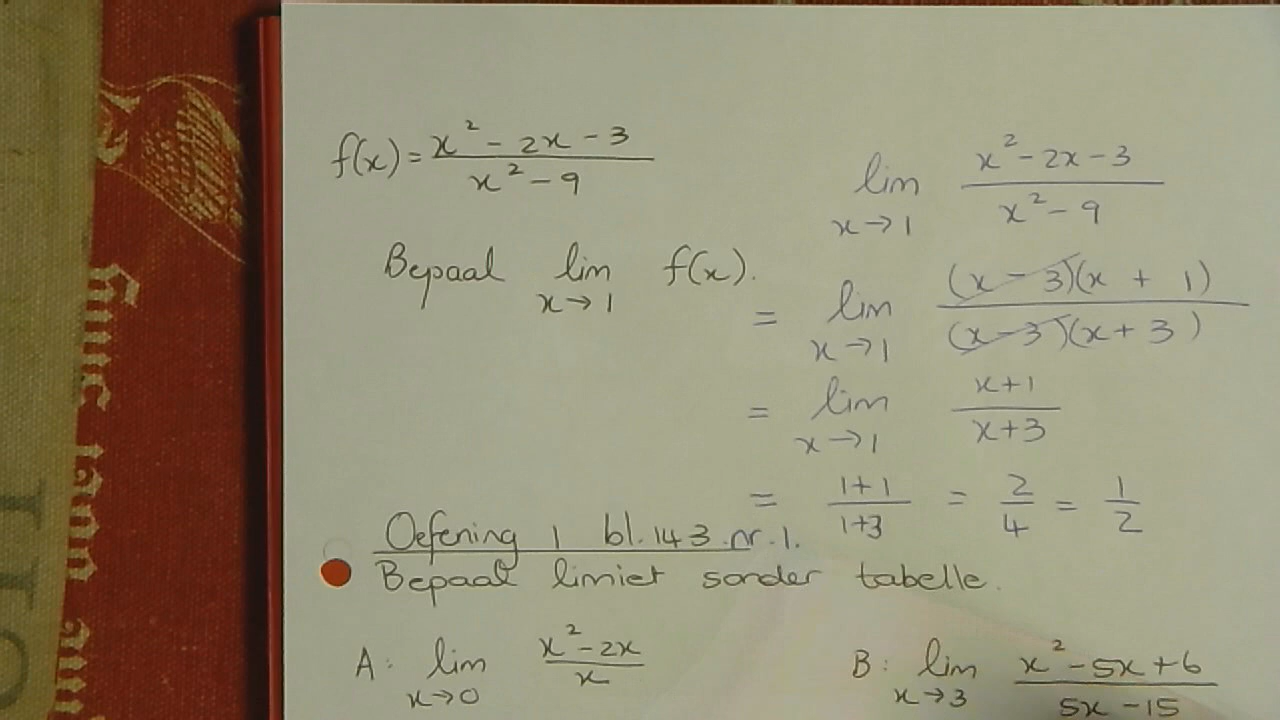 f(x) = (x² - 2x - 3)/(x² - 9)
Bepaal lim x→1 f(x).
lim x→1 (x² - 2x - 3)/(x² - 9)
= lim x→1 ((x - 3)(x + 1))/((x - 3)(x + 3))
= lim x→1 (x+1)/(x+3)
= (1+1)/(1+3) = 2/4 = 1/2
Oefening 1 bl. 143 nr. 1.
Bepaal limiet sonder tabelle.
A: lim x→0 (x² - 2x)/x
B: lim x→3 (x² - 5x + 6)/(5x - 15)